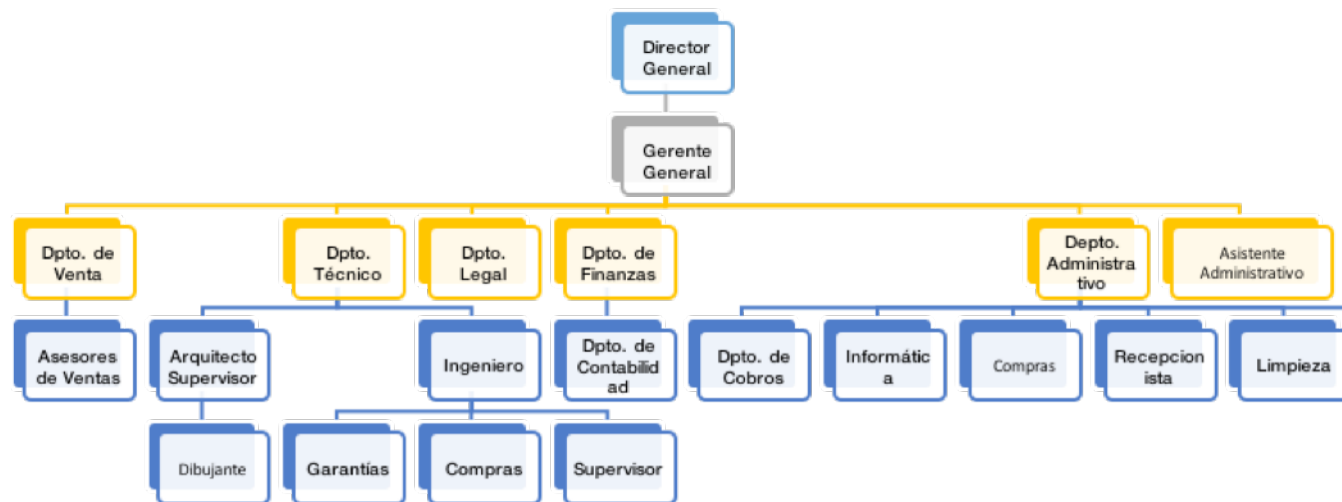 Director
General
Gerente
General
Dpto. de
Venta
Dpto.
Técnico
Dpto.
Legal
Dpto. de
Finanzas
Depto.
Administra
tivo
Asistente
Administrativo
Asesores
de Ventas
Arquitecto
Supervisor
Ingeniero
Dpto. de
Contabilid
ad
Dpto. de
Cobros
Informátic
a
Compras
Recepcion
ista
Limpieza
Dibujante
Garantías
Compras
Supervisor